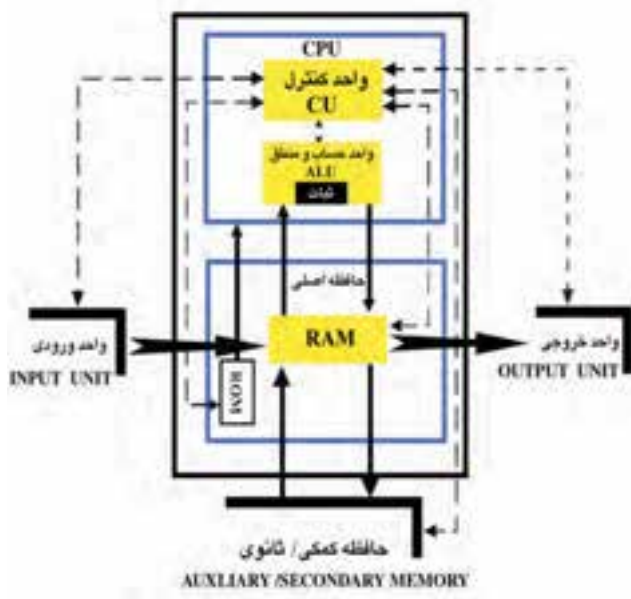 CPU
واحد کنترل
CU
واحد حساب و منطق
ALU
ثبات
حافظه اصلی
RAM
ROM
واحد ورودی
INPUT UNIT
واحد خروجی
OUTPUT UNIT
حافظه کمکی/ ثانوی
AUXLIARY /SECONDARY MEMORY